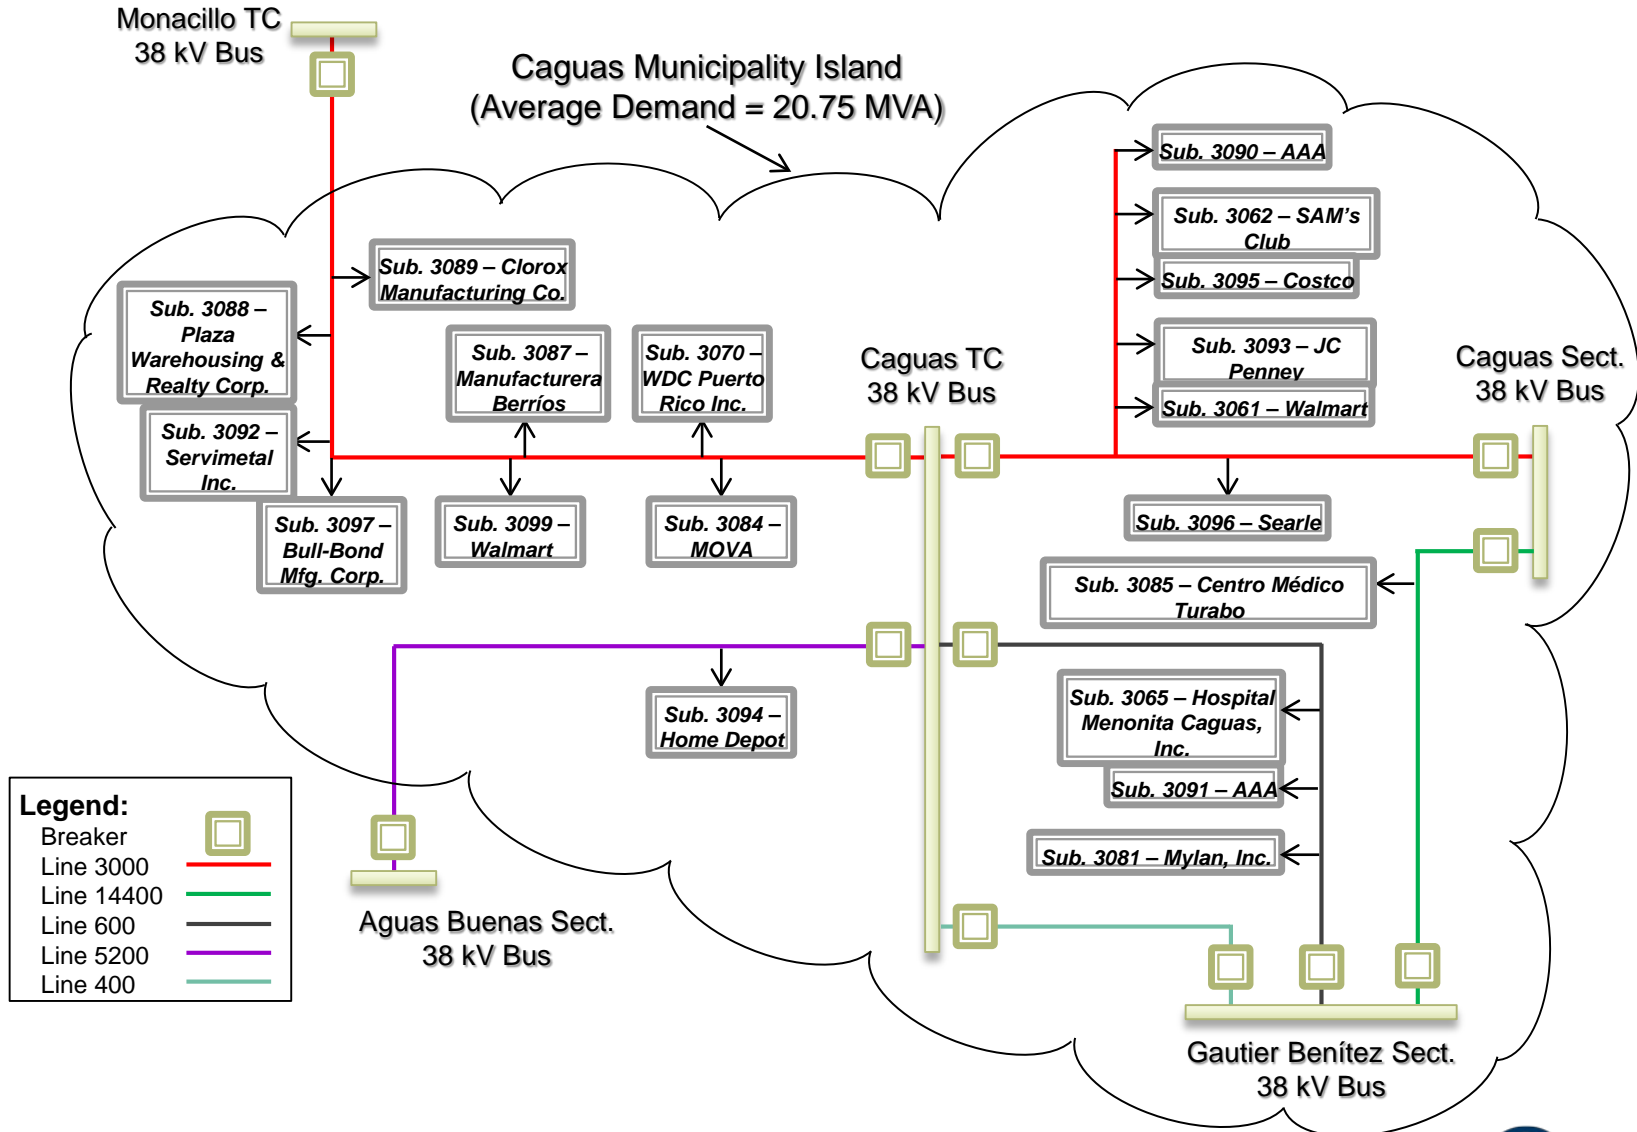 Monacillo TC
38 kV Bus
Caguas Municipality Island
(Average Demand = 20.75 MVA)
Sub. 3090 – AAA
Sub. 3062 – SAM's
Club
Sub. 3095 – Costco
Sub. 3093 – JC
Penney
Sub. 3061 – Walmart
Sub. 3089 – Clorox
Manufacturing Co.
Sub. 3088 –
Plaza
Warehousing &
Realty Corp.
Sub. 3087 –
Manufacturera
Berríos
Sub. 3070 –
WDC Puerto
Rico Inc.
Caguas TC
38 kV Bus
Caguas Sect.
38 kV Bus
Sub. 3092 –
Servimetal
Inc.
Sub. 3097 –
Bull-Bond
Mfg. Corp.
Sub. 3099 –
Walmart
Sub. 3084 –
MOVA
Sub. 3096 – Searle
Sub. 3085 – Centro Médico
Turabo
Sub. 3094 –
Home Depot
Sub. 3065 – Hospital
Menonita Caguas,
Inc.
Sub. 3091 – AAA
Sub. 3081 – Mylan, Inc.
Legend:
Breaker
Line 3000
Line 14400
Line 600
Line 5200
Line 400
Aguas Buenas Sect.
38 kV Bus
Gautier Benítez Sect.
38 kV Bus